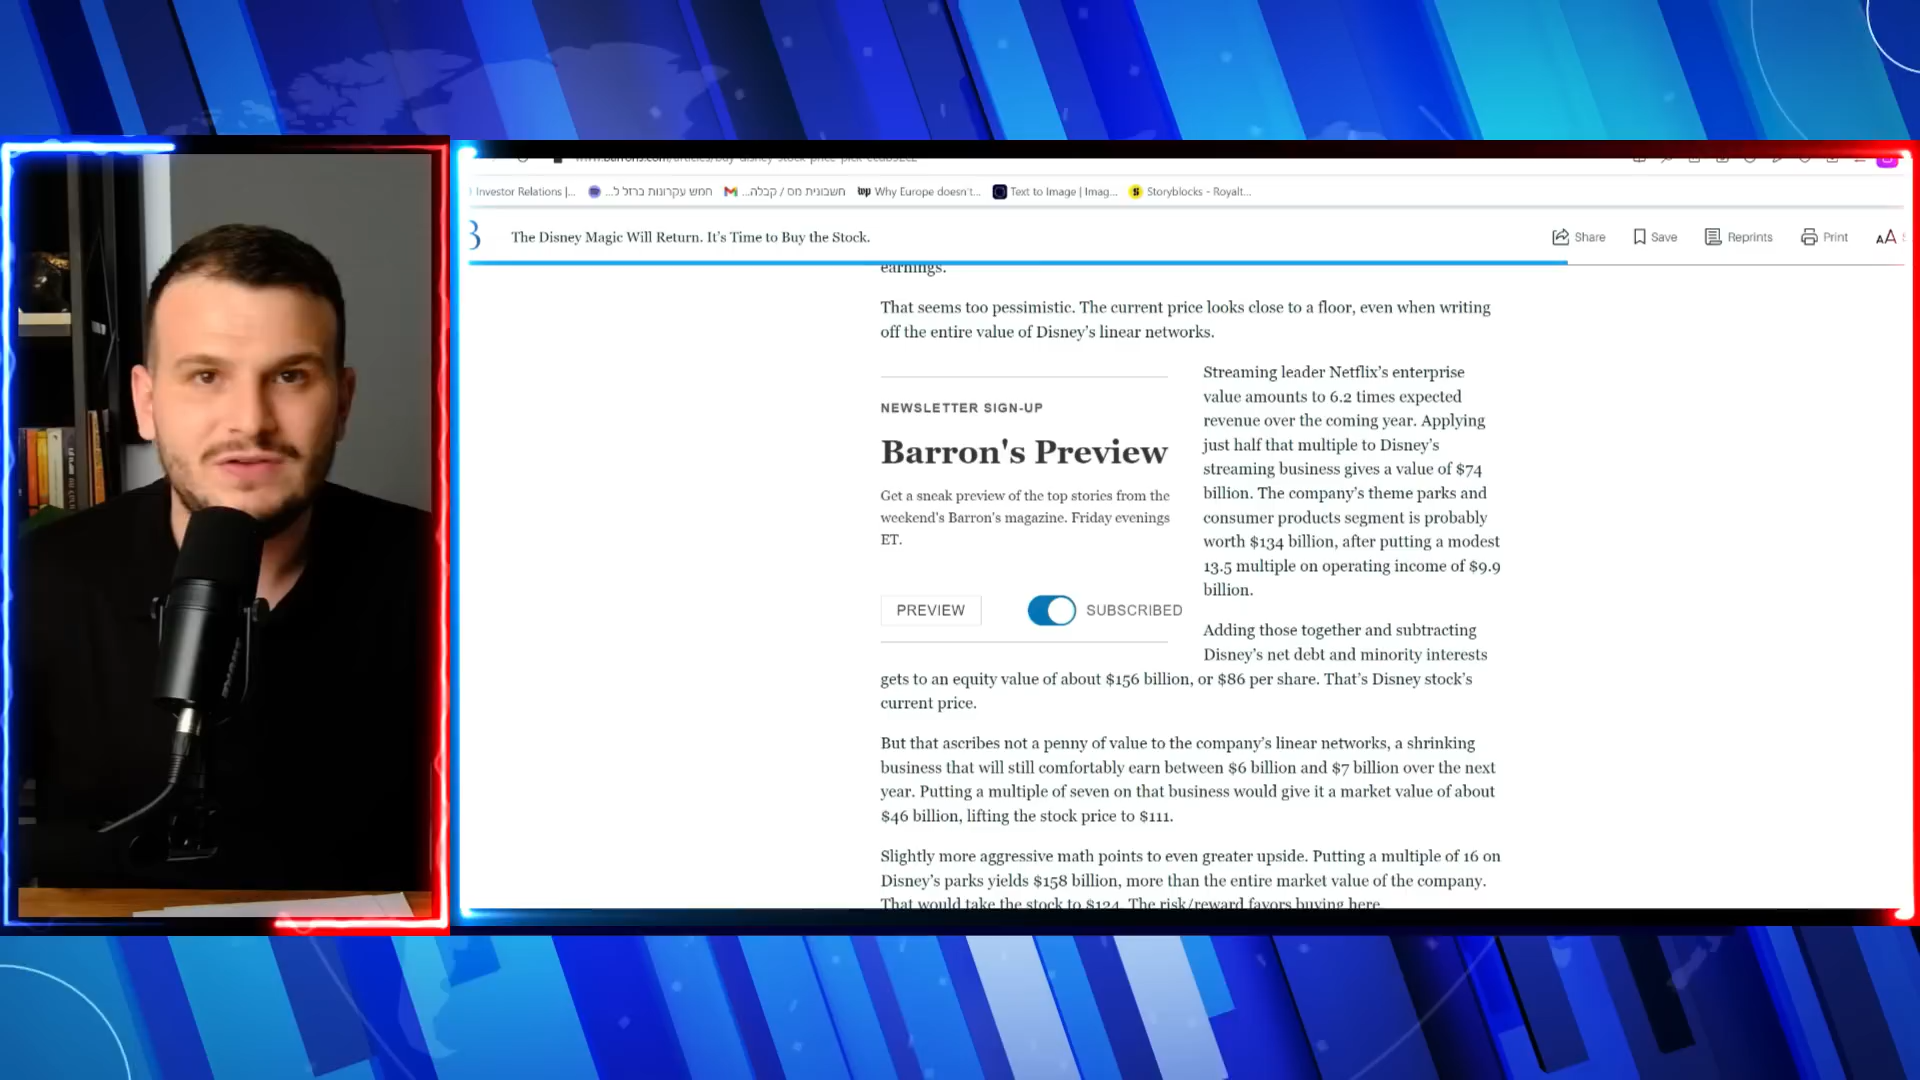 Investor Relations |...
חמש עקרונות ברזל ל...
חשבונית מס / קבלה...
wp Why Europe doesn't...
Text to Image | Imag...
Storyblocks - Royalt...
The Disney Magic Will Return. It's Time to Buy the Stock.
Share
Save
Reprints
Print
AA
earnings.
That seems too pessimistic. The current price looks close to a floor, even when writing
off the entire value of Disney's linear networks.
NEWSLETTER SIGN-UP
Barron's Preview
Get a sneak preview of the top stories from the
weekend's Barron's magazine. Friday evenings
ET.
PREVIEW
SUBSCRIBED
Streaming leader Netflix's enterprise
value amounts to 6.2 times expected
revenue over the coming year. Applying
just half that multiple to Disney's
streaming business gives a value of $74
billion. The company's theme parks and
consumer products segment is probably
worth $134 billion, after putting a modest
13.5 multiple on operating income of $9.9
billion.
Adding those together and subtracting
Disney's net debt and minority interests
gets to an equity value of about $156 billion, or $86 per share. That's Disney stock's
current price.
But that ascribes not a penny of value to the company's linear networks, a shrinking
business that will still comfortably earn between $6 billion and $7 billion over the next
year. Putting a multiple of seven on that business would give it a market value of about
$46 billion, lifting the stock price to $111.
Slightly more aggressive math points to even greater upside. Putting a multiple of 16 on
Disney's parks yields $158 billion, more than the entire market value of the company.
That would take the stock to $124. The risk/reward favors buying here.